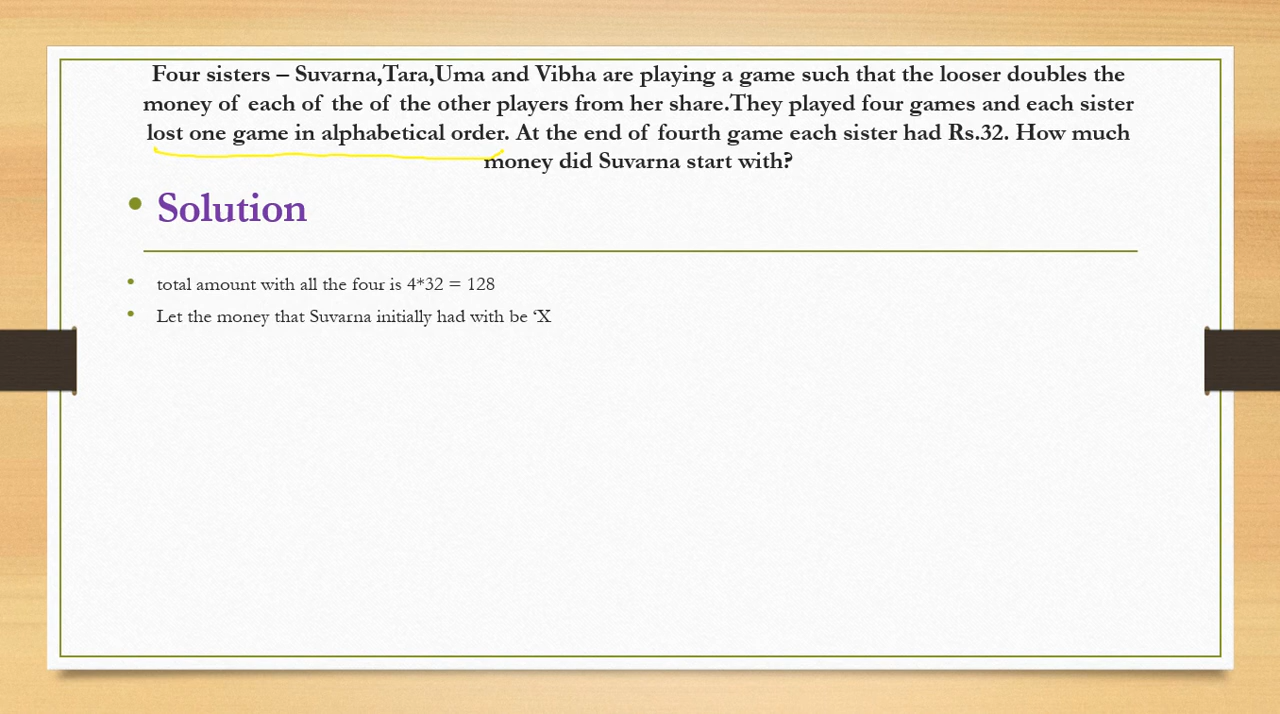 Four sisters – Suvarna,Tara,Uma and Vibha are playing a game such that the looser doubles the
money of each of the of the other players from her share.They played four games and each sister
lost one game in alphabetical order. At the end of fourth game each sister had Rs.32. How much
money did Suvarna start with?
• Solution
• total amount with all the four is 4*32 = 128
• Let the money that Suvarna initially had with be ‘X